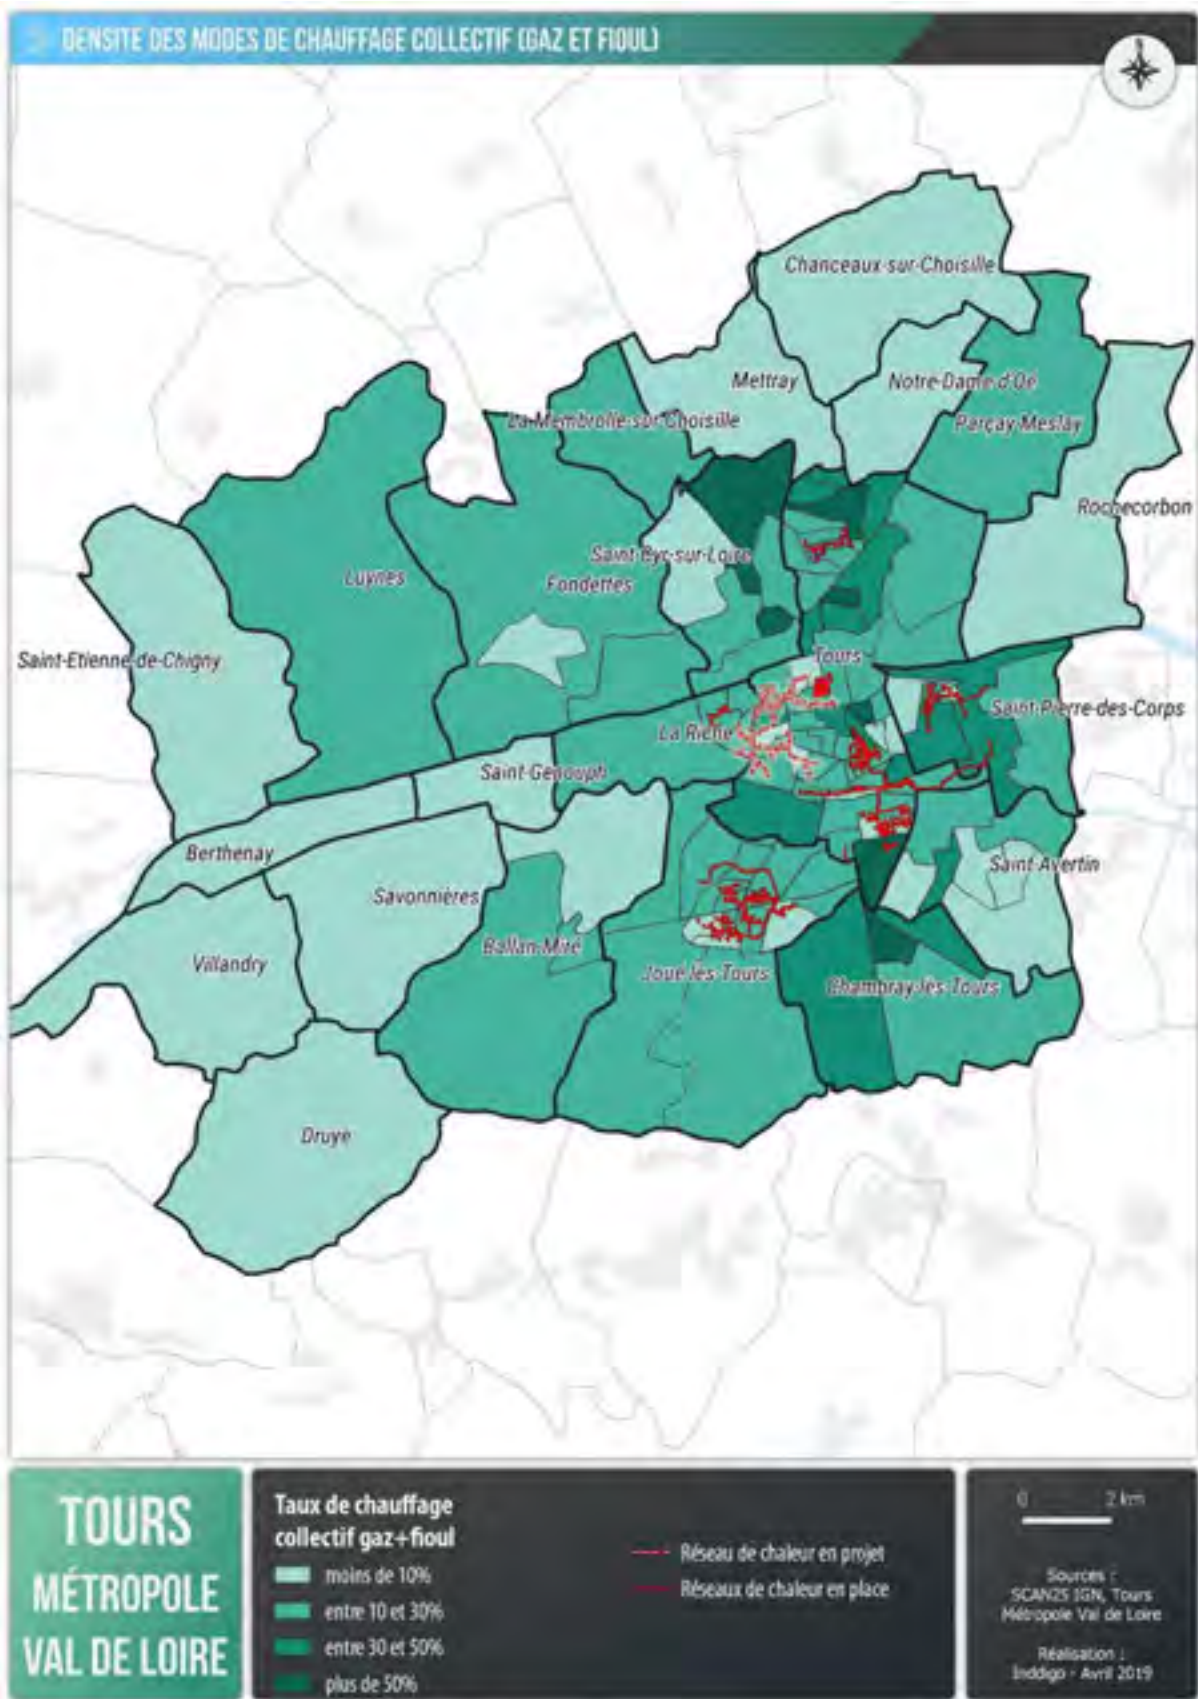 DENSITE DES MODES DE CHAUFFAGE COLLECTIF (GAZ ET FIOUL)
Chanceaux-sur-Choisille
Mettray
Notre-Dame-d'Oé
La-Membrolle-sur-Choisille
Parçay-Meslay
Rochecorbon
Saint-Cyr-sur-Loire
Luynes
Fondettes
Saint-Etienne-de-Chigny
Tours
Saint-Pierre-des-Corps
La Riche
Saint-Genouph
Berthenay
Saint-Avertin
Savonnières
Ballan-Miré
Villandry
Joué-lès-Tours
Chambray-lès-Tours
Druye
TOURS
MÉTROPOLE
VAL DE LOIRE
Taux de chauffage
collectif gaz+fioul
moins de 10%
entre 10 et 30%
entre 30 et 50%
plus de 50%
Réseau de chaleur en projet
Réseaux de chaleur en place
0 2 km
Sources :
SCAN25 IGN, Tours
Métropole Val de Loire
Réalisation :
Inddigo - Avril 2019